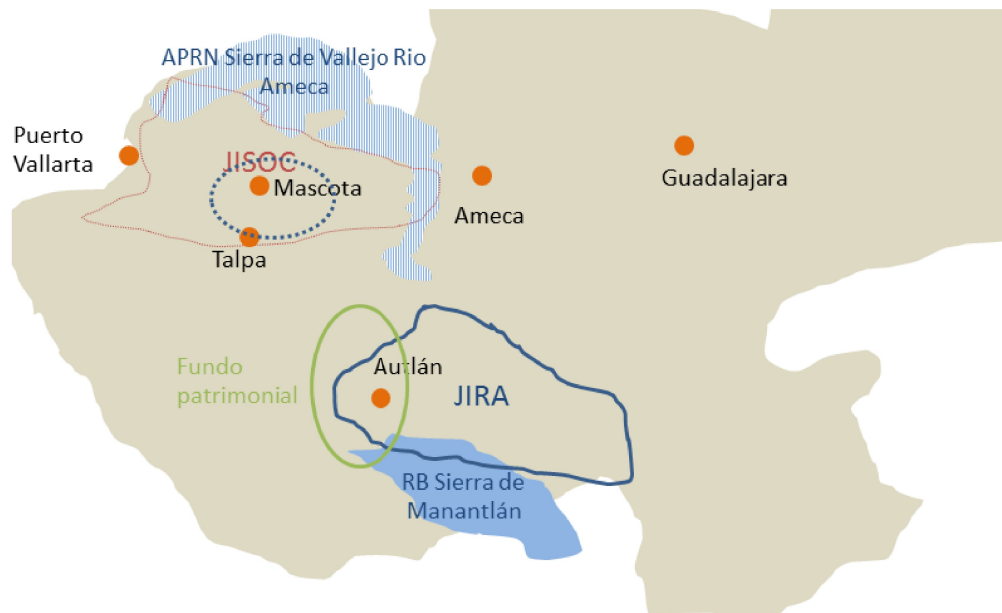 APRN Sierra de Vallejo Rio
Ameca
Puerto
Vallarta
JISOC
Mascota
Guadalajara
Ameca
Talpa
Fundo
patrimonial
Autlán
JIRA
RB Sierra de
Manantlán